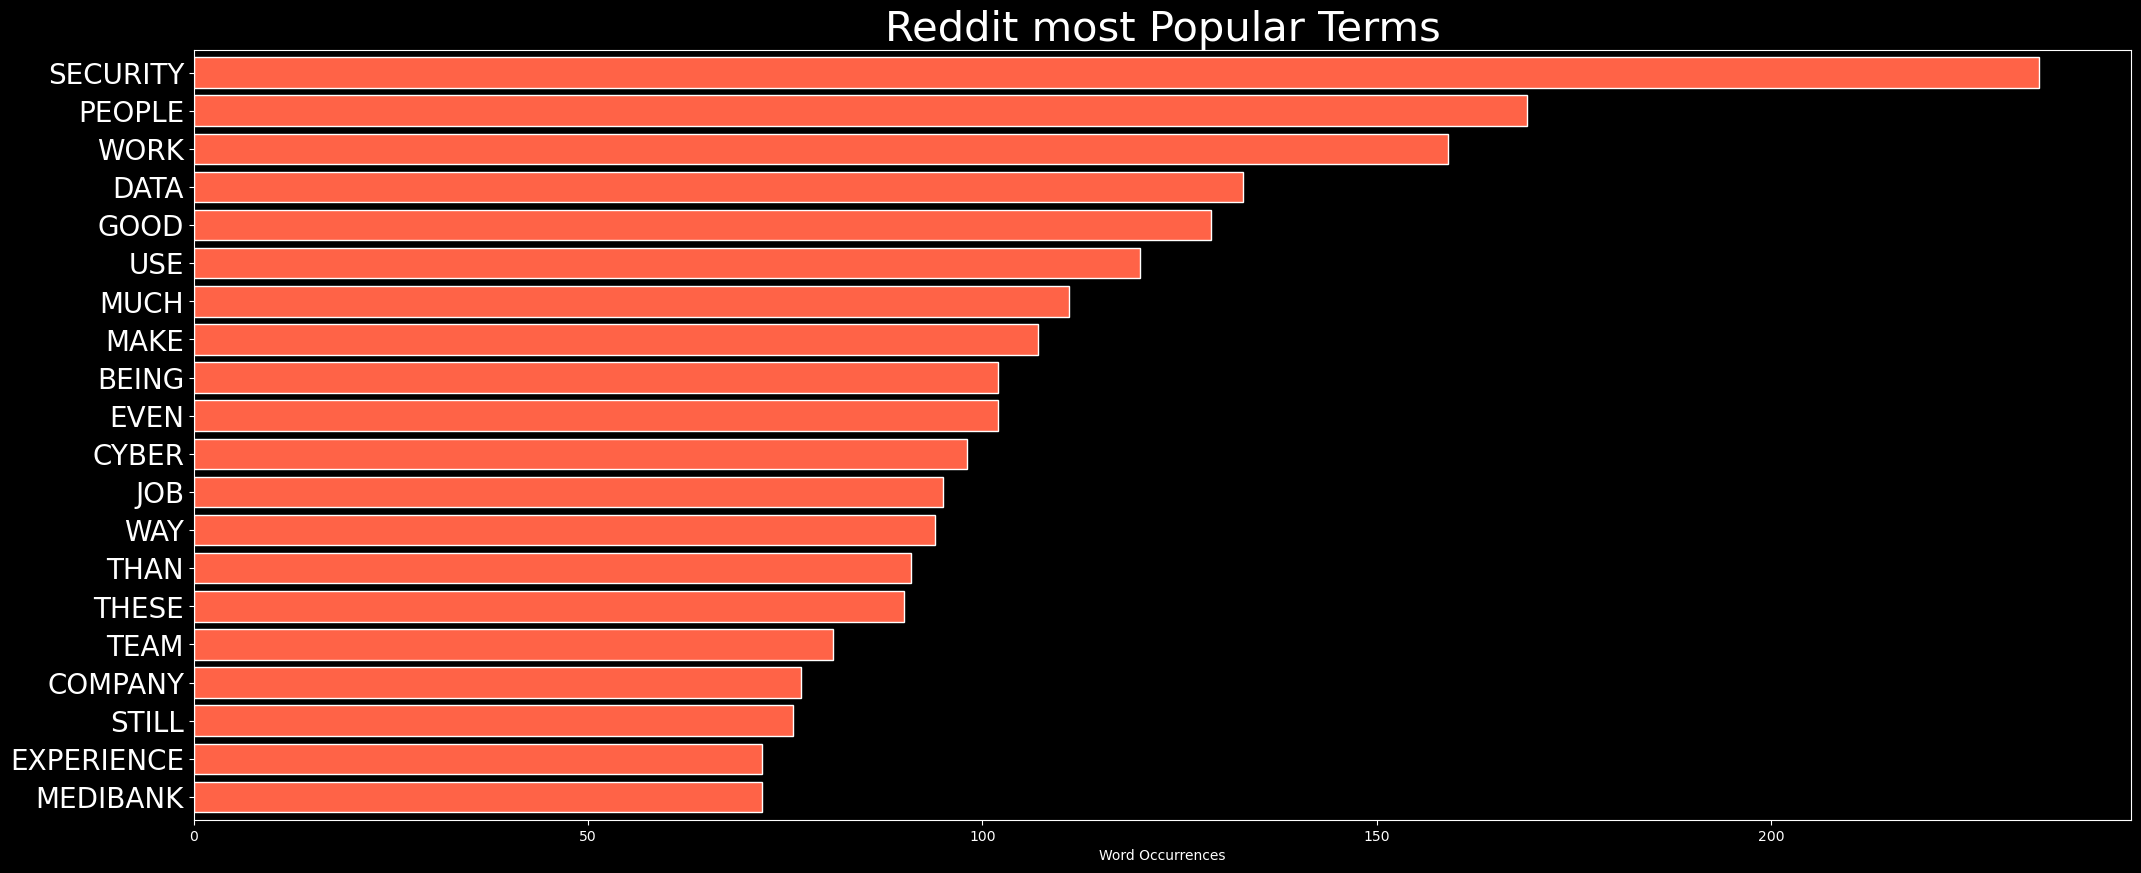 Reddit most Popular Terms
SECURITY
PEOPLE
WORK
DATA
GOOD
USE
MUCH
MAKE
BEING
EVEN
CYBER
JOB
WAY
THAN
THESE
TEAM
COMPANY
STILL
EXPERIENCE
MEDIBANK
0 50 100 150 200
Word Occurrences